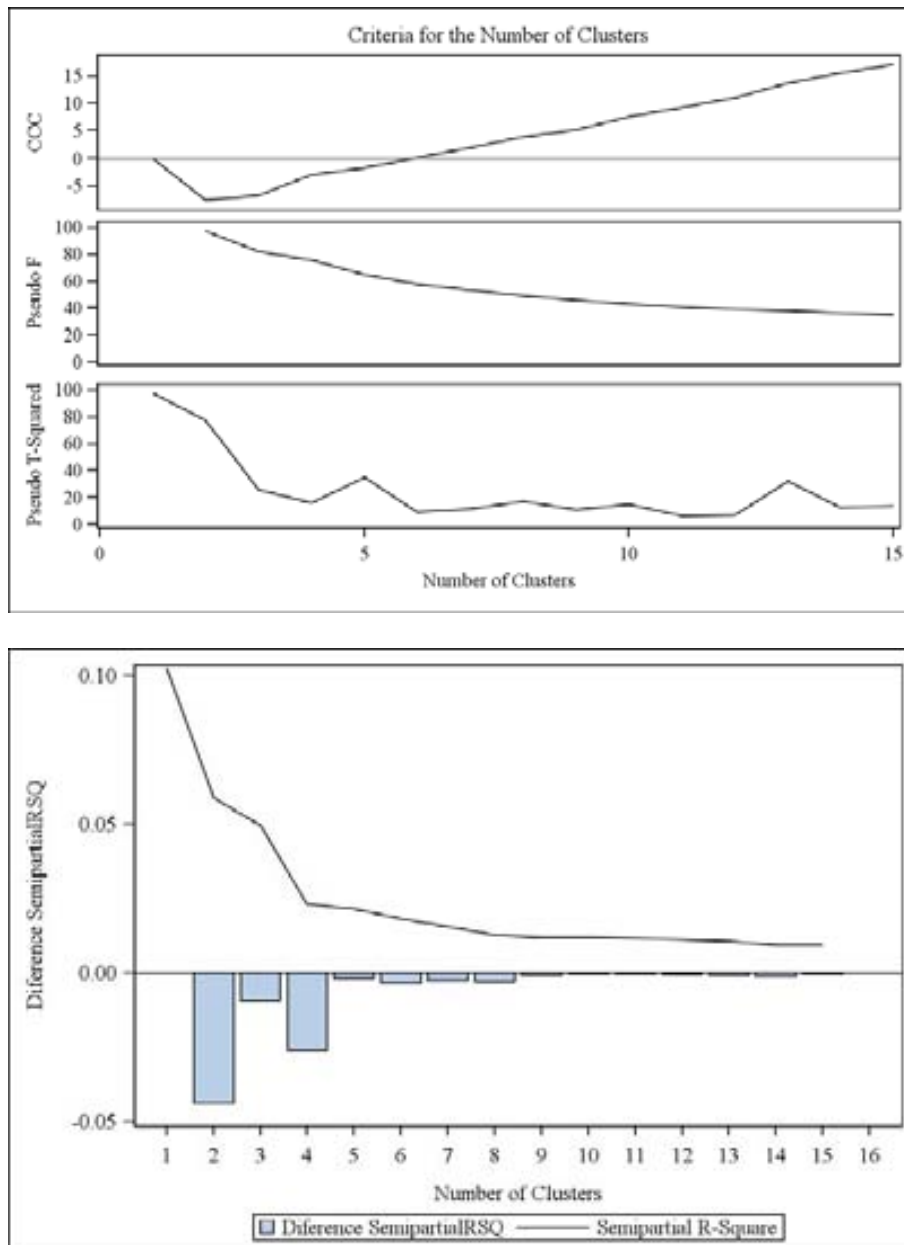 Criteria for the Number of Clusters
CCC
15
10
5
0
-5
Pseudo F
100
80
60
40
20
0
Pseudo T-Squared
100
80
60
40
20
0
0 5 10 15
Number of Clusters
Diference SemipartialRSQ
0.10
0.05
0.00
-0.05
1 2 3 4 5 6 7 8 9 10 11 12 13 14 15 16
Number of Clusters
Diference SemipartialRSQ Semipartial R-Square